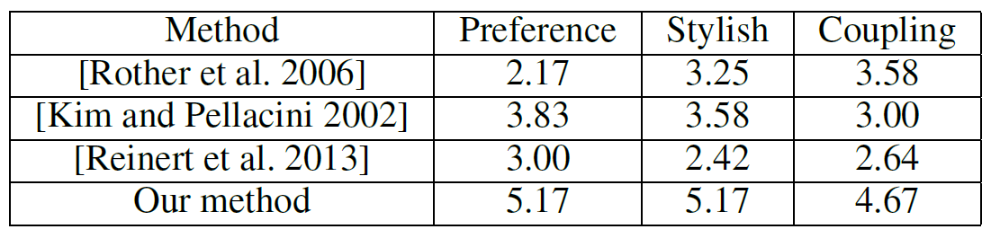 Method Preference Stylish Coupling
[Rother et al. 2006] 2.17 3.25 3.58
[Kim and Pellacini 2002] 3.83 3.58 3.00
[Reinert et al. 2013] 3.00 2.42 2.64
Our method 5.17 5.17 4.67